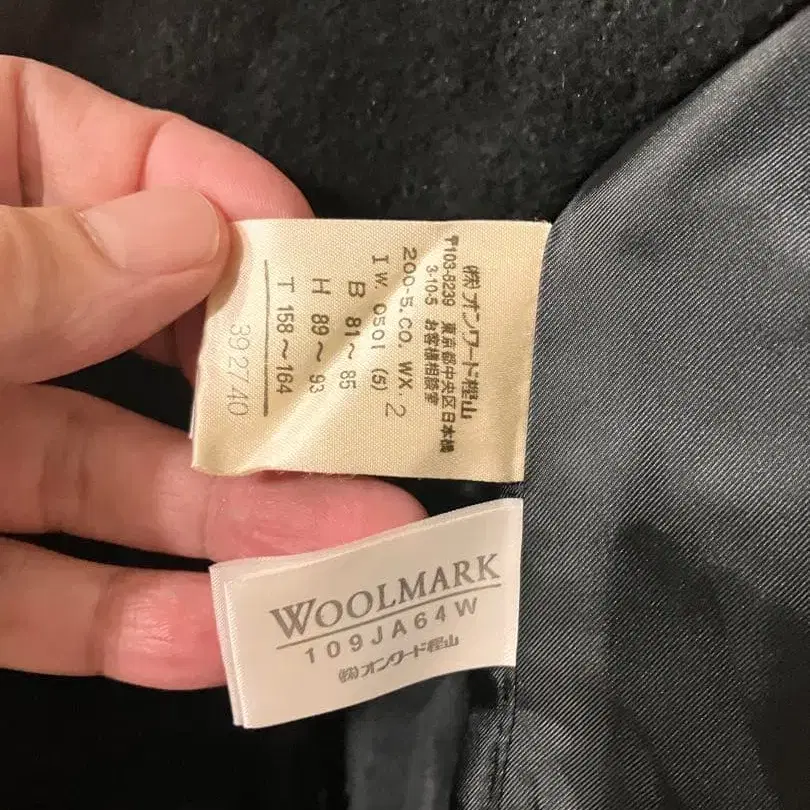 ㈱オンワード樫山
〒103-8239 東京都中央区日本橋
3-10-5 お客様相談室
200-5.CO.WX.2
IW.0501 (5)
B 81〜85
H 89〜93
T 158〜164
392740
WOOLMARK
109JA64W
㈱オンワード樫山